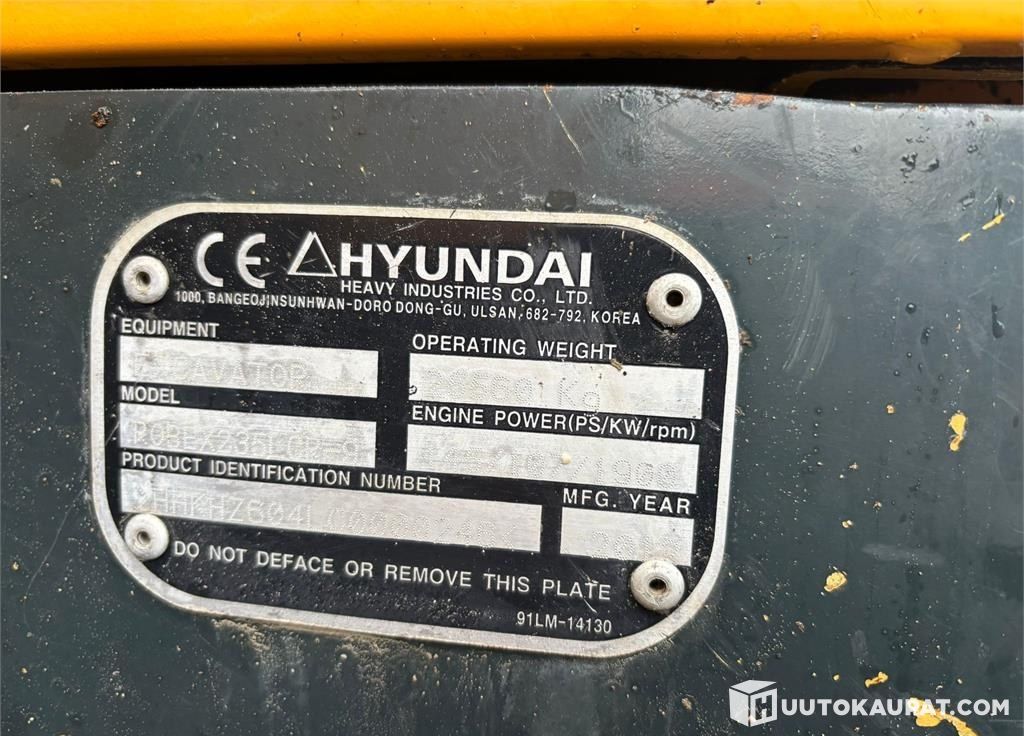 CE HYUNDAI
HEAVY INDUSTRIES CO., LTD.
1000, BANGEOJINSUNHWAN-DORO DONG-GU, ULSAN, 682-792, KOREA
EQUIPMENT
OPERATING WEIGHT
Kg
MODEL
ENGINE POWER(PS/KW/rpm)
PRODUCT IDENTIFICATION NUMBER
MFG. YEAR
DO NOT DEFACE OR REMOVE THIS PLATE
91LM-14130
HUUTOKAURAT.COM